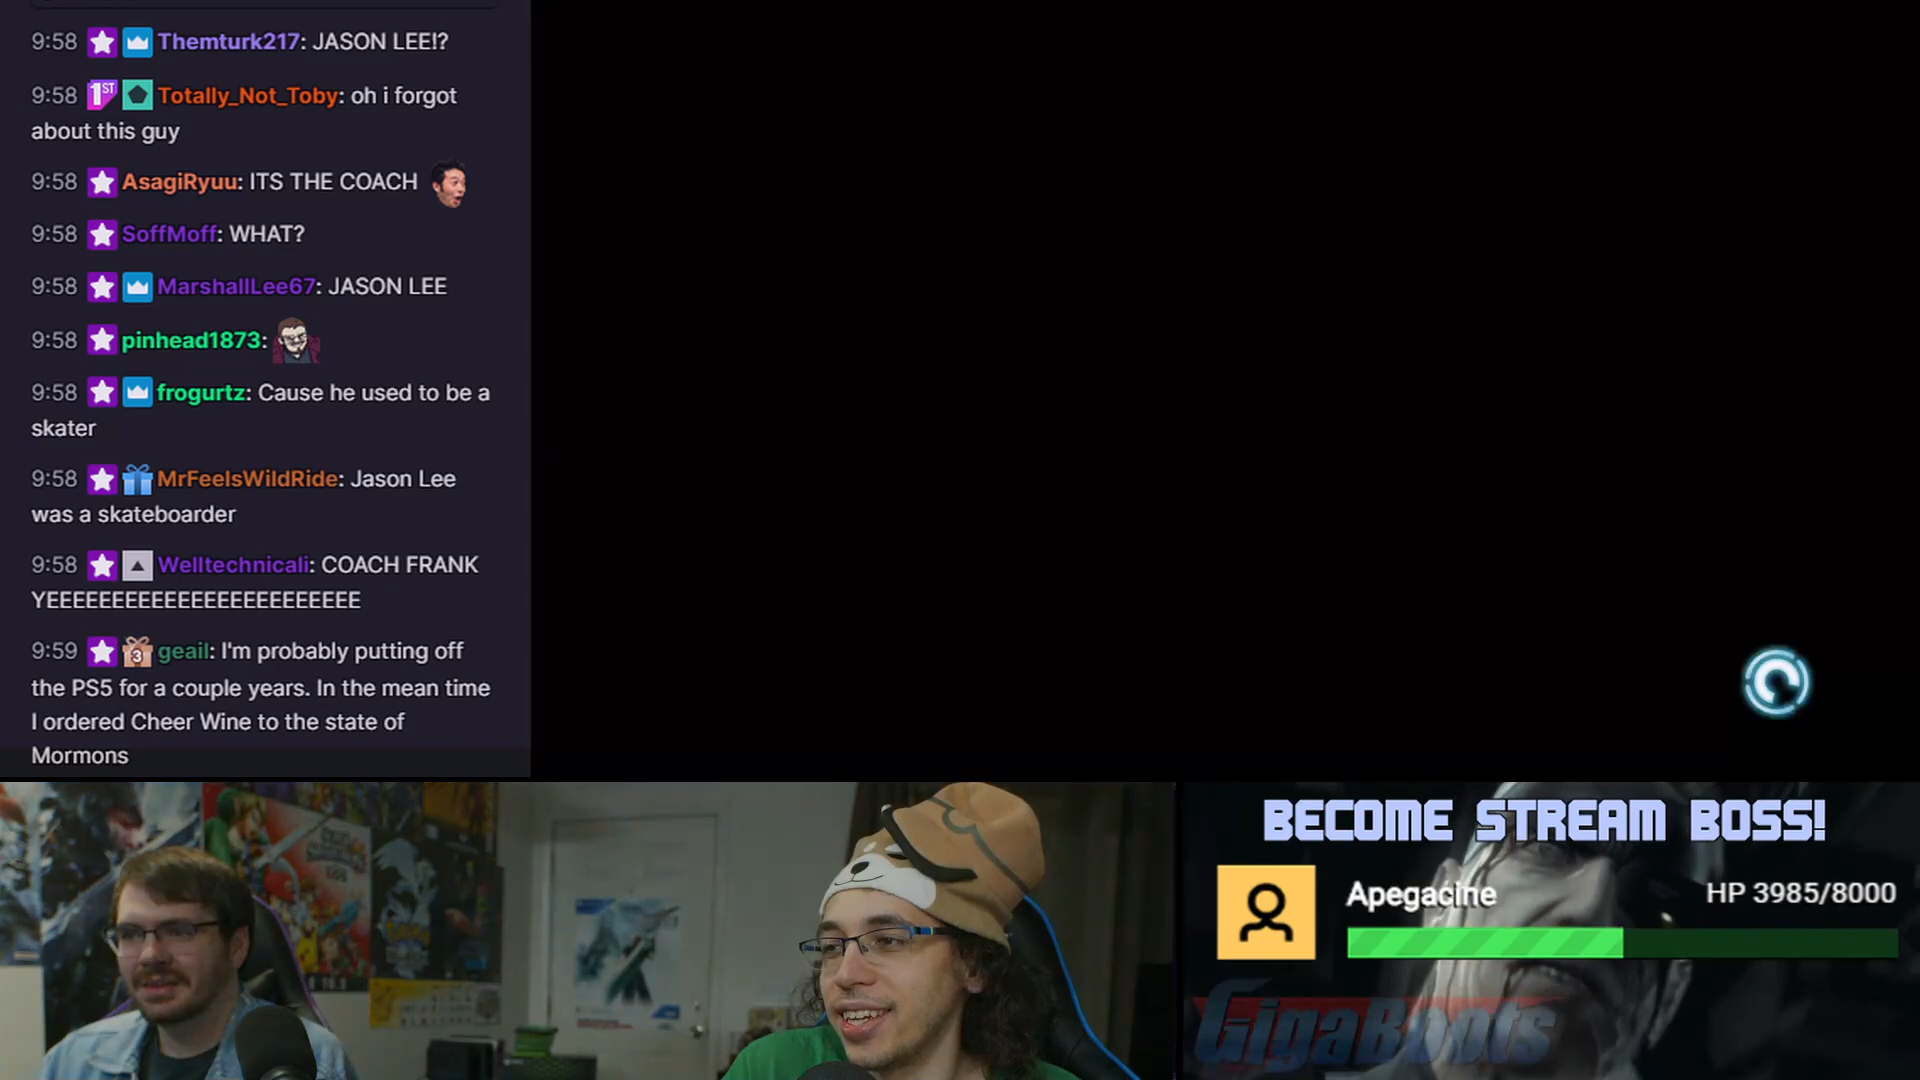 9:58 Themturk217: JASON LEE!?
9:58 1ST Totally_Not_Toby: oh i forgot
about this guy
9:58 AsagiRyuu: ITS THE COACH
9:58 SoffMoff: WHAT?
9:58 MarshallLee67: JASON LEE
9:58 pinhead1873:
9:58 frogurtz: Cause he used to be a
skater
9:58 MrFeelsWildRide: Jason Lee
was a skateboarder
9:58 Welltechnicali: COACH FRANK
YEEEEEEEEEEEEEEEEEEEEEEEE
9:59 3 geail: I'm probably putting off
the PS5 for a couple years. In the mean time
I ordered Cheer Wine to the state of
Mormons
BECOME STREAM BOSS!
Apegacine HP 3985/8000
GigaBoots